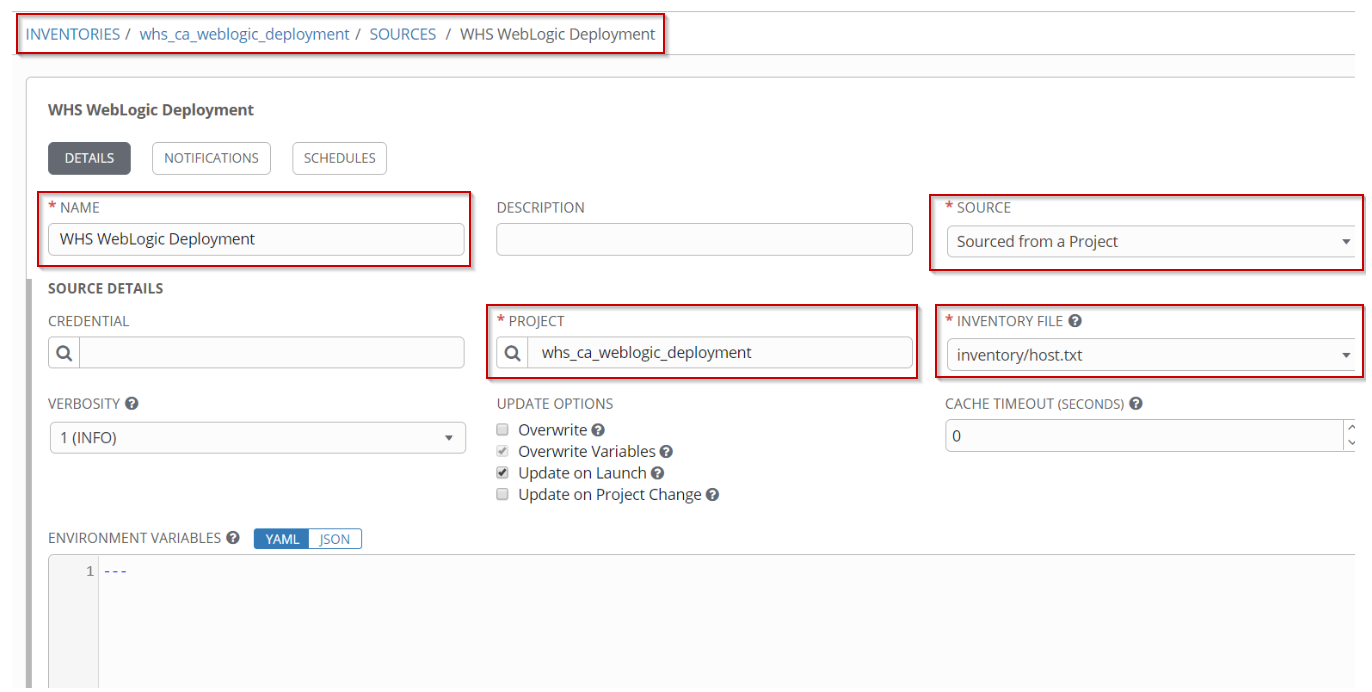 INVENTORIES / whs_ca_weblogic_deployment / SOURCES / WHS WebLogic Deployment
WHS WebLogic Deployment
DETAILS NOTIFICATIONS SCHEDULES
* NAME DESCRIPTION * SOURCE
WHS WebLogic Deployment Sourced from a Project
SOURCE DETAILS
CREDENTIAL * PROJECT * INVENTORY FILE ?
whs_ca_weblogic_deployment inventory/host.txt
VERBOSITY ? UPDATE OPTIONS CACHE TIMEOUT (SECONDS) ?
1 (INFO) Overwrite ? 0
Overwrite Variables ?
Update on Launch ?
Update on Project Change ?
ENVIRONMENT VARIABLES ? YAML JSON
1 ---